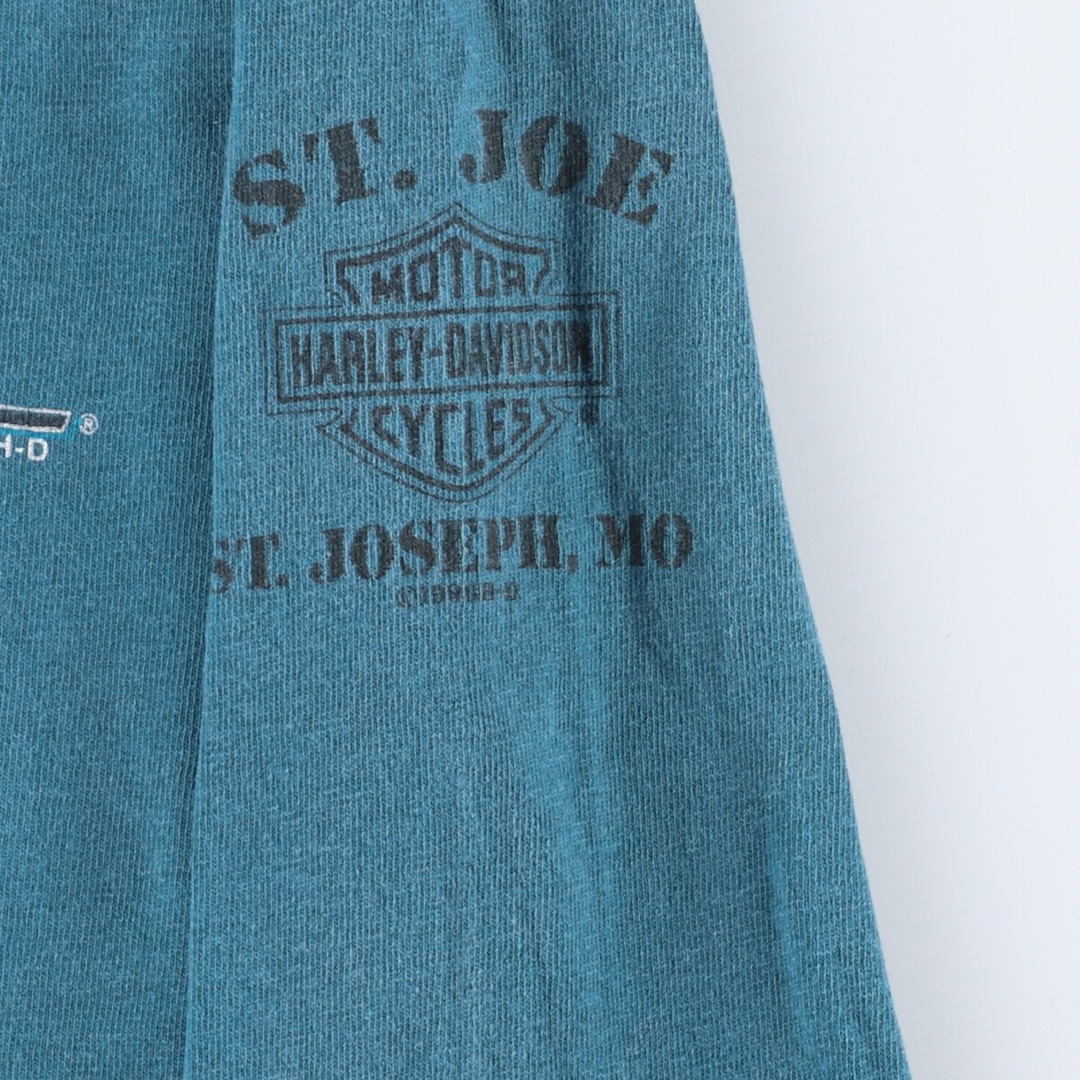 ST. JOE
MOTOR
HARLEY-DAVIDSON
CYCLES
ST. JOSEPH, MO
®
H-D